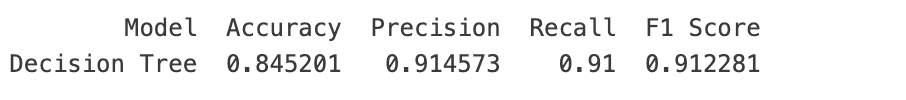 Model Accuracy Precision Recall F1 Score
Decision Tree 0.845201 0.914573 0.91 0.912281